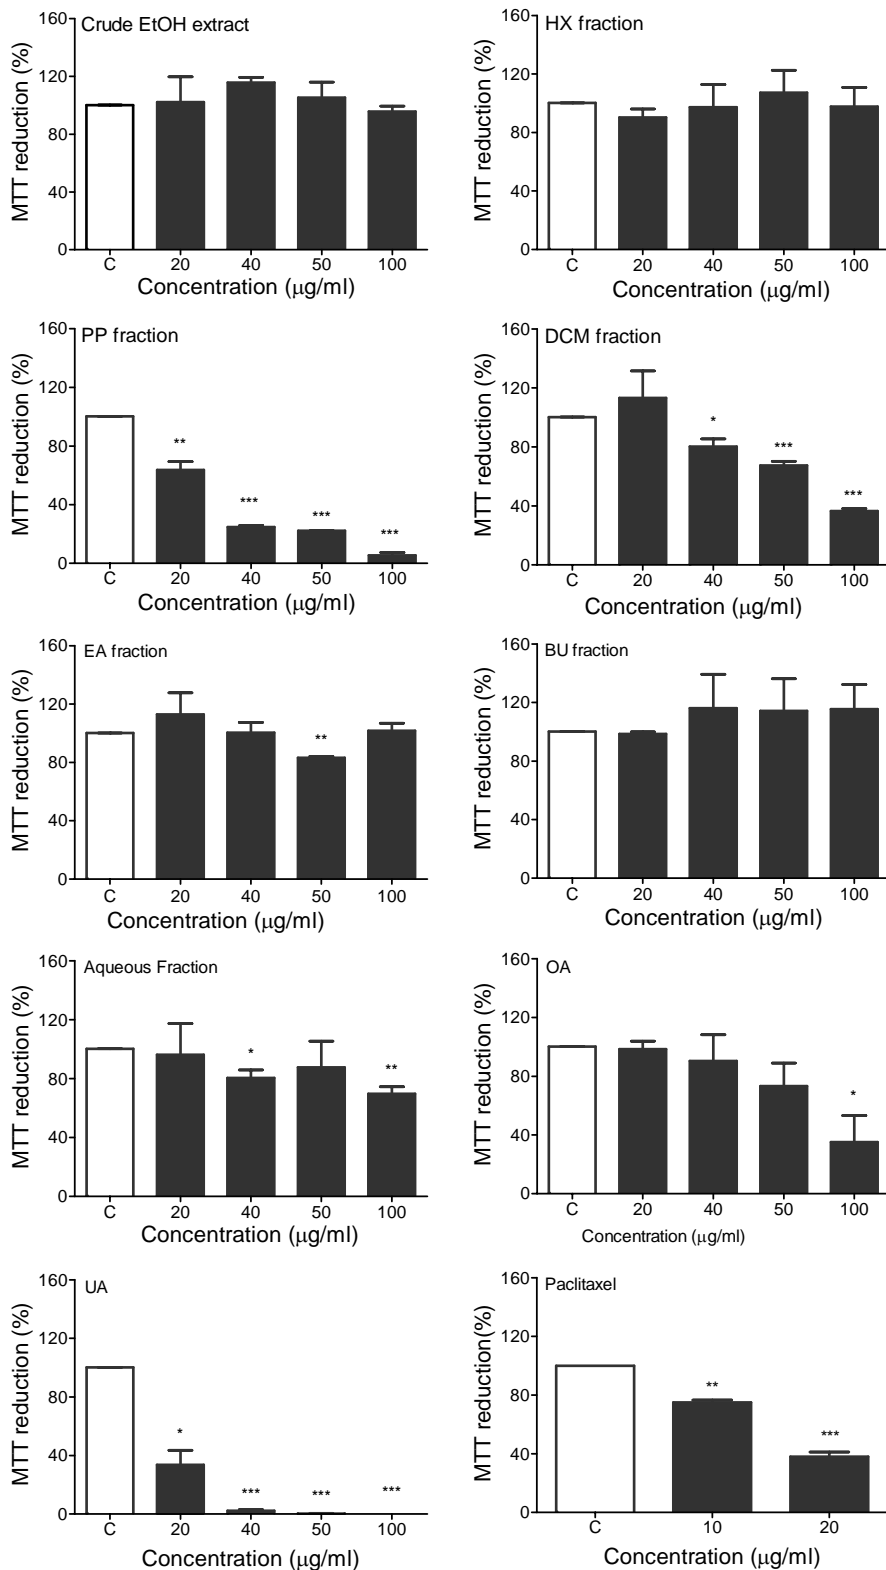 Crude EtOH extract
MTT reduction (%)
160
120
80
40
0
C 20 40 50 100
Concentration (μg/ml)
HX fraction
MTT reduction (%)
160
120
80
40
0
C 20 40 50 100
Concentration (μg/ml)
PP fraction
MTT reduction (%)
160
120
80
40
0
** *** *** ***
C 20 40 50 100
Concentration (μg/ml)
DCM fraction
MTT reduction (%)
160
120
80
40
0
* *** ***
C 20 40 50 100
Concentration (μg/ml)
EA fraction
MTT reduction (%)
160
120
80
40
0
**
C 20 40 50 100
Concentration (μg/ml)
BU fraction
MTT reduction (%)
160
120
80
40
0
C 20 40 50 100
Concentration (μg/ml)
Aqueous Fraction
MTT reduction (%)
160
120
80
40
0
* **
C 20 40 50 100
Concentration (μg/ml)
OA
MTT reduction (%)
160
120
80
40
0
*
C 20 40 50 100
Concentration (μg/ml)
UA
MTT reduction (%)
160
120
80
40
0
* *** *** ***
C 20 40 50 100
Concentration (μg/ml)
Paclitaxel
MTT reduction(%)
160
120
80
40
0
** ***
C 10 20
Concentration (μg/ml)